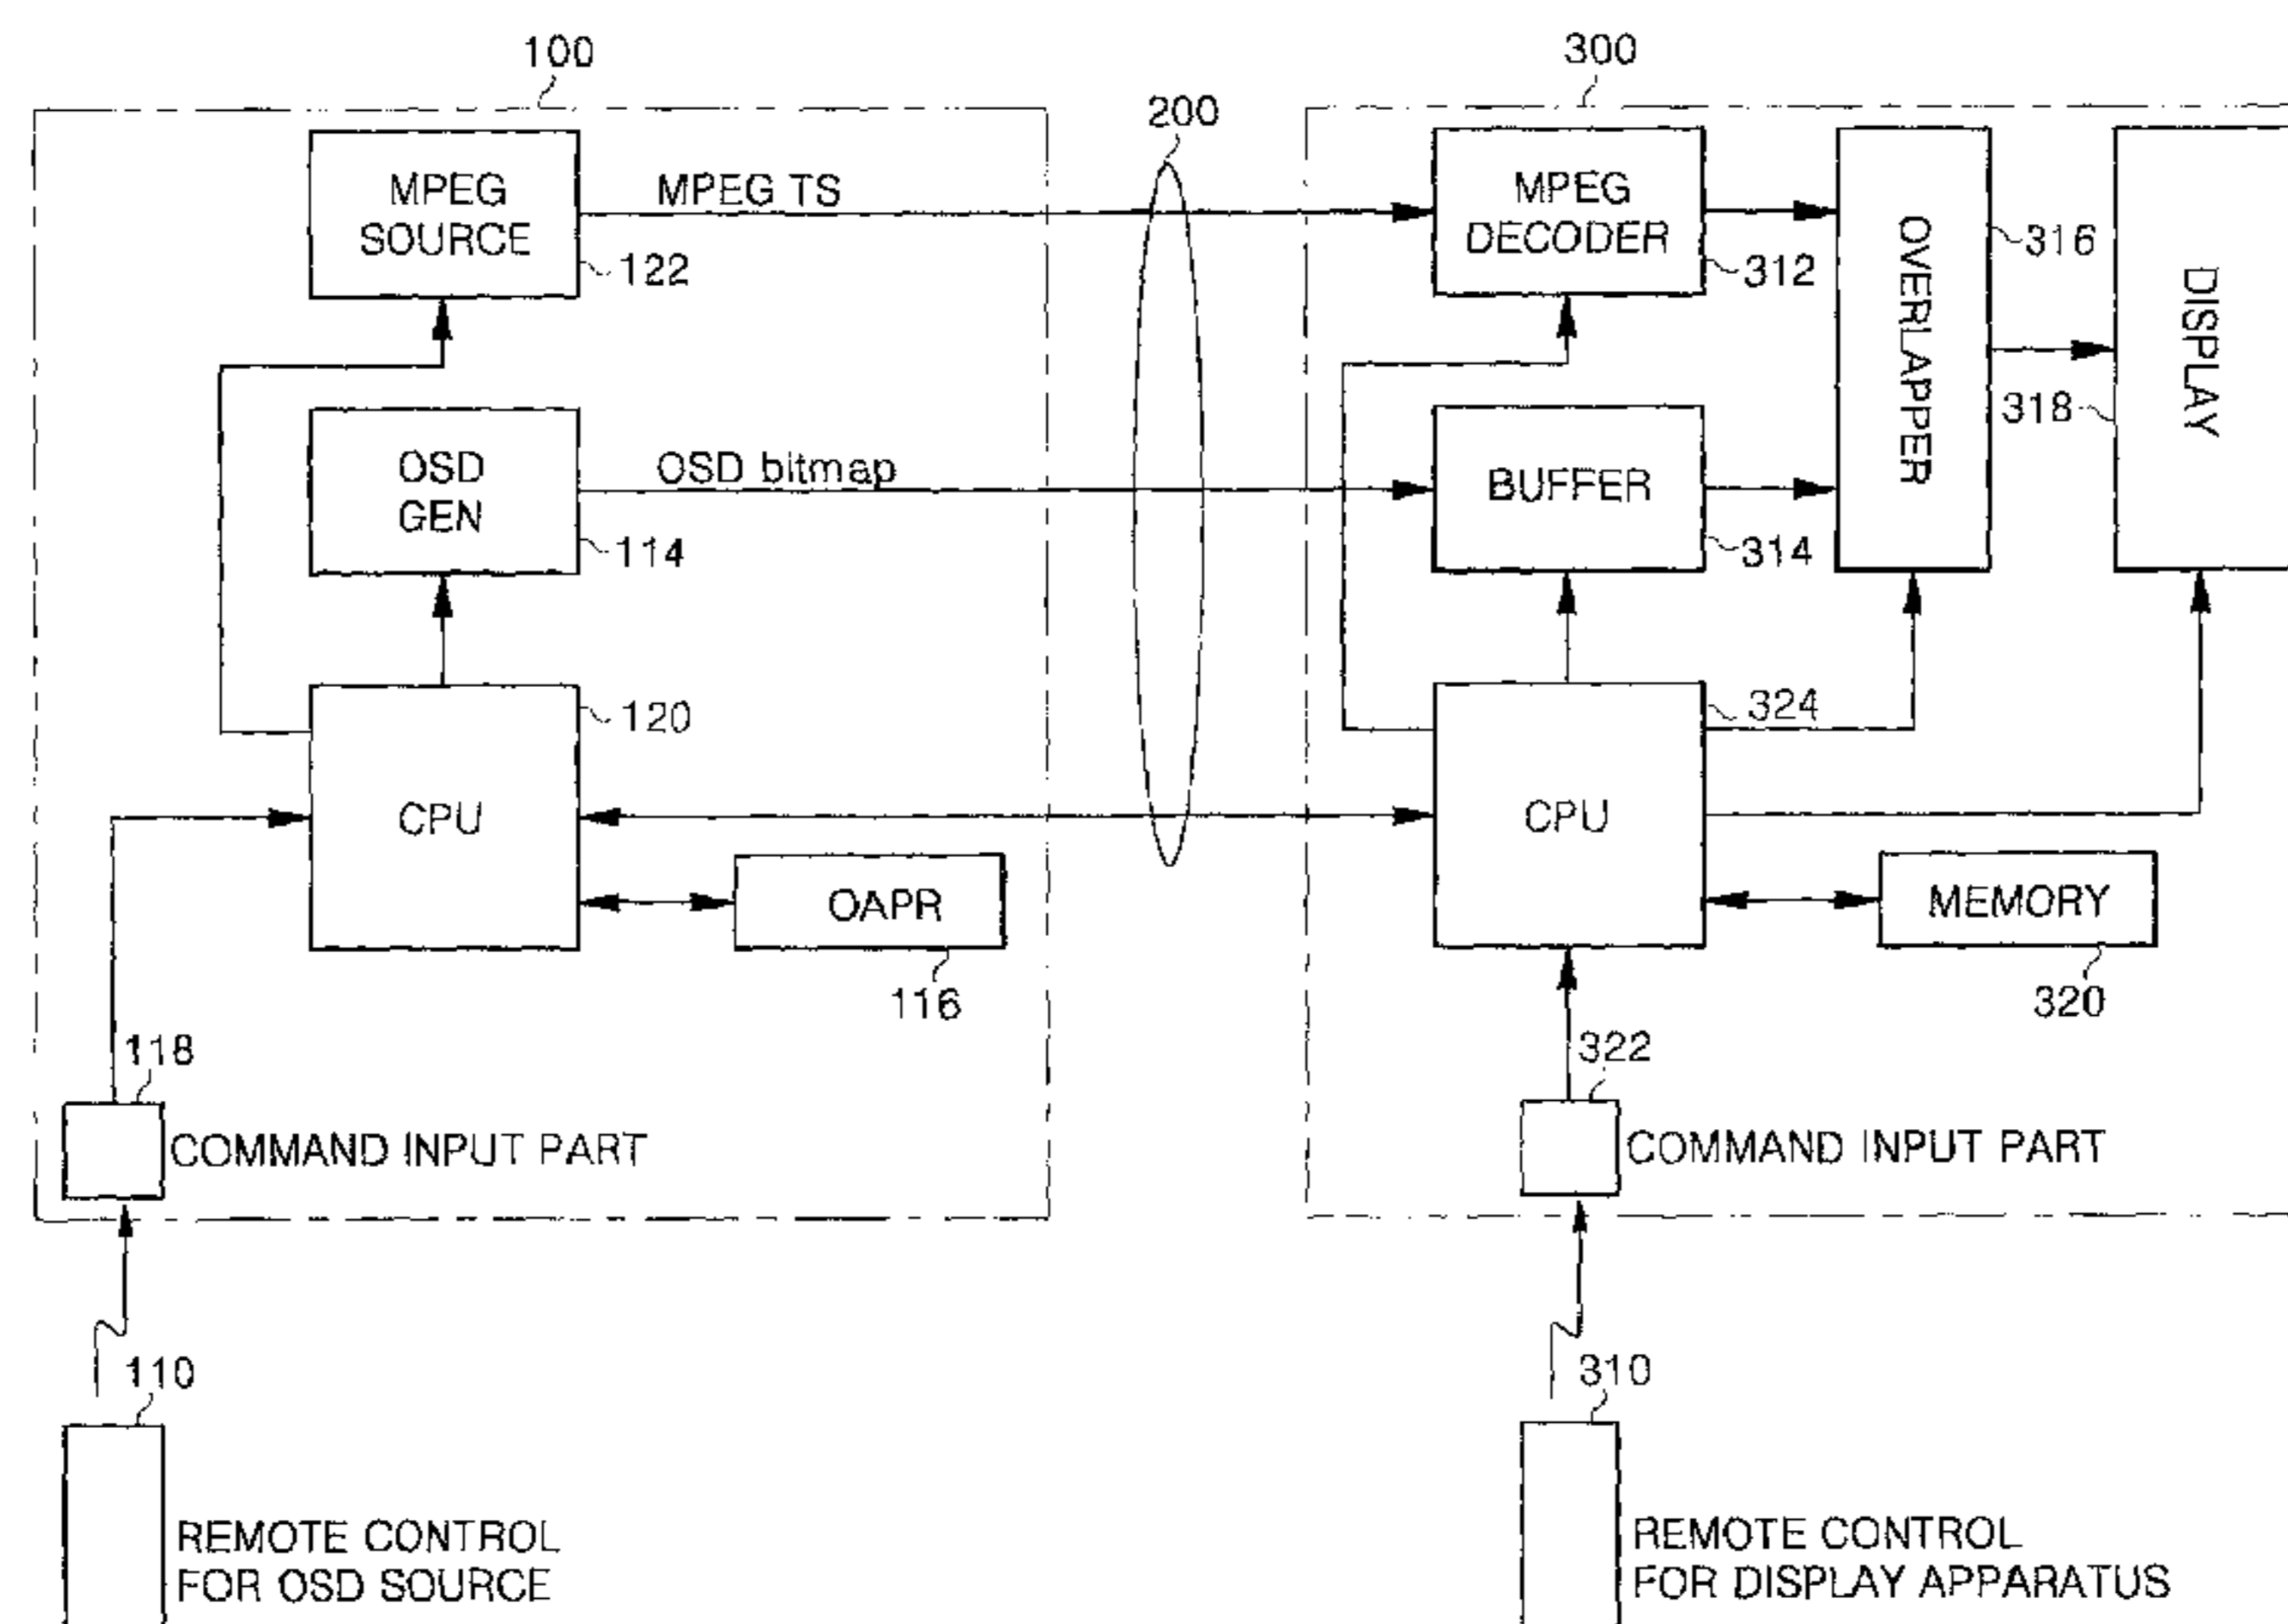 100
300
200
MPEG
SOURCE
122
MPEG TS
MPEG
DECODER
312
OVERLAPPER
316
DISPLAY
318
OSD
GEN
114
OSD bitmap
BUFFER
314
CPU
120
OAPR
116
CPU
324
MEMORY
320
118
COMMAND INPUT PART
322
COMMAND INPUT PART
110
REMOTE CONTROL
FOR OSD SOURCE
310
REMOTE CONTROL
FOR DISPLAY APPARATUS